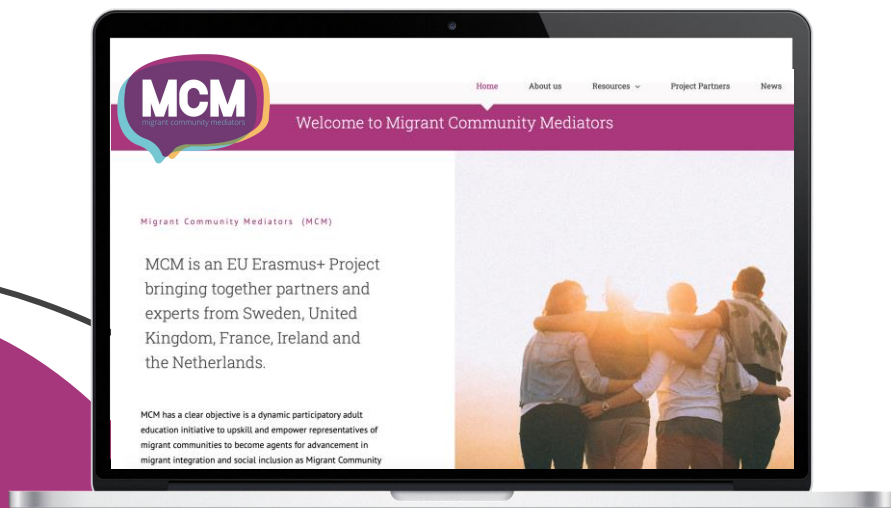 MCM
migrant community mediators
Home About us Resources Project Partners News
Welcome to Migrant Community Mediators
Migrant Community Mediators (MCM)
MCM is an EU Erasmus+ Project
bringing together partners and
experts from Sweden, United
Kingdom, France, Ireland and
the Netherlands.
MCM has a clear objective is a dynamic participatory adult
education initiative to upskill and empower representatives of
migrant communities to become agents for advancement in
migrant integration and social inclusion as Migrant Community